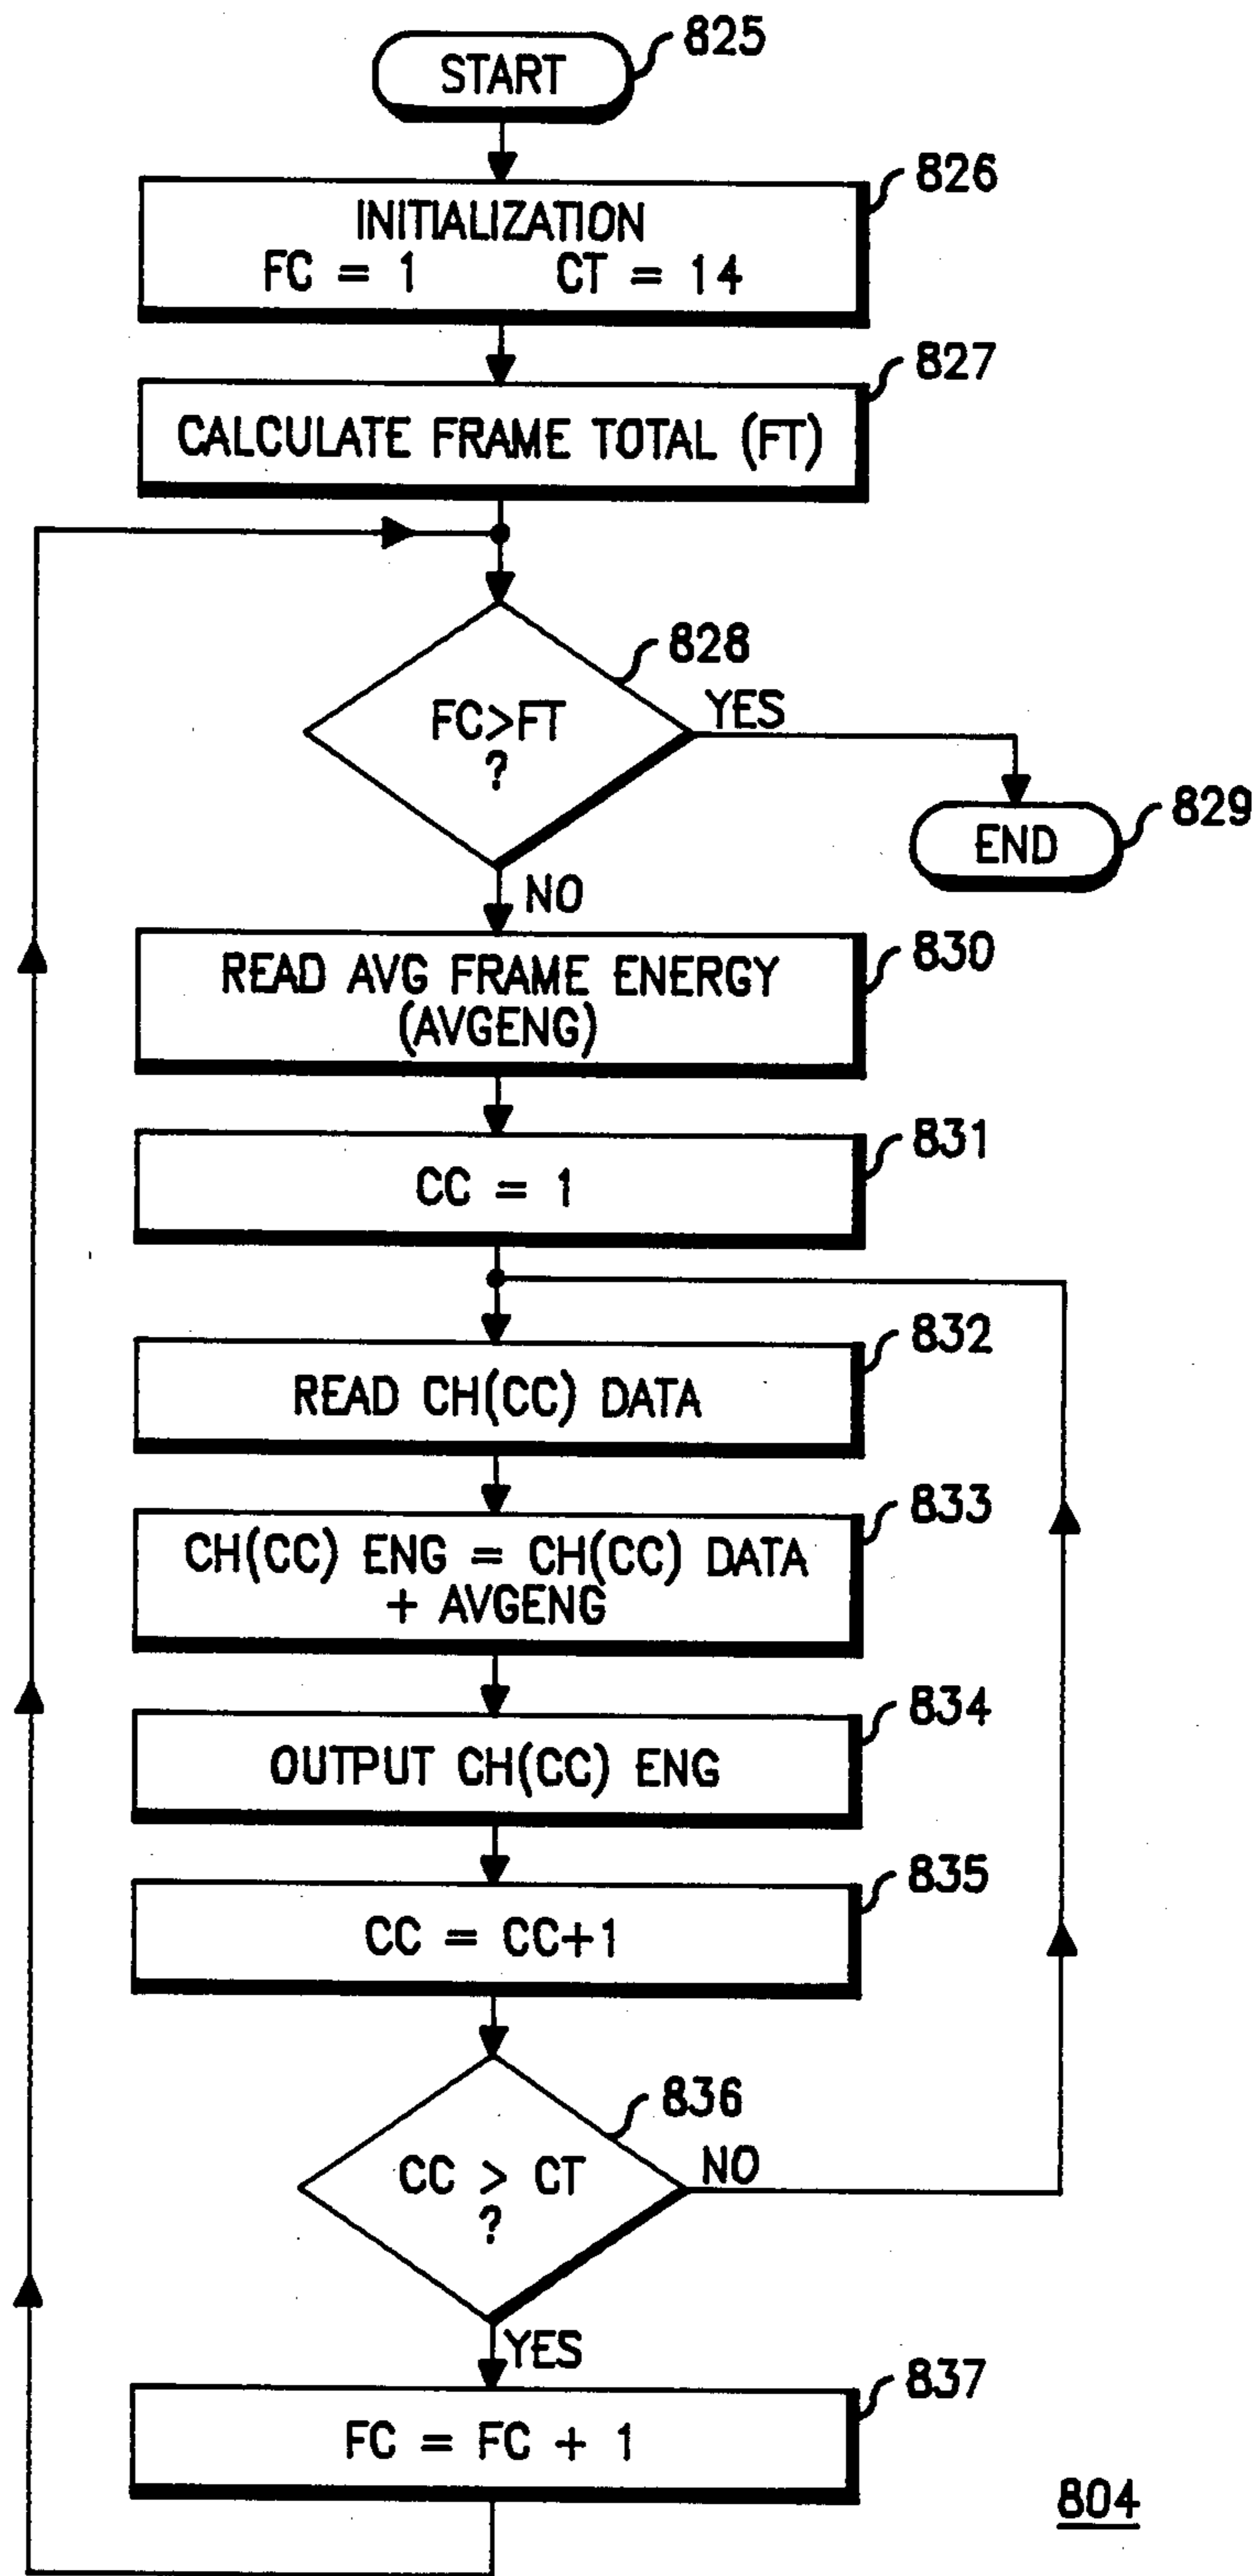 START
825
INITIALIZATION
FC = 1 CT = 14
826
CALCULATE FRAME TOTAL (FT)
827
FC>FT
?
828
YES
END
829
NO
READ AVG FRAME ENERGY
(AVGENG)
830
CC = 1
831
READ CH(CC) DATA
832
CH(CC) ENG = CH(CC) DATA
+ AVGENG
833
OUTPUT CH(CC) ENG
834
CC = CC+1
835
CC > CT
?
836
NO
YES
FC = FC + 1
837
804